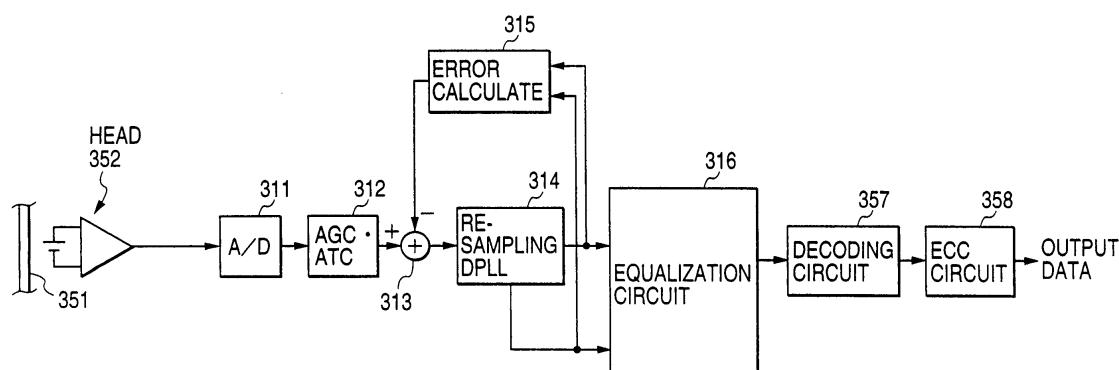 315
ERROR
CALCULATE
HEAD
352
311
A/D
312
AGC・
ATC
+
−
+
313
314
RE-
SAMPLING
DPLL
316
EQUALIZATION
CIRCUIT
357
DECODING
CIRCUIT
358
ECC
CIRCUIT
OUTPUT
DATA
351